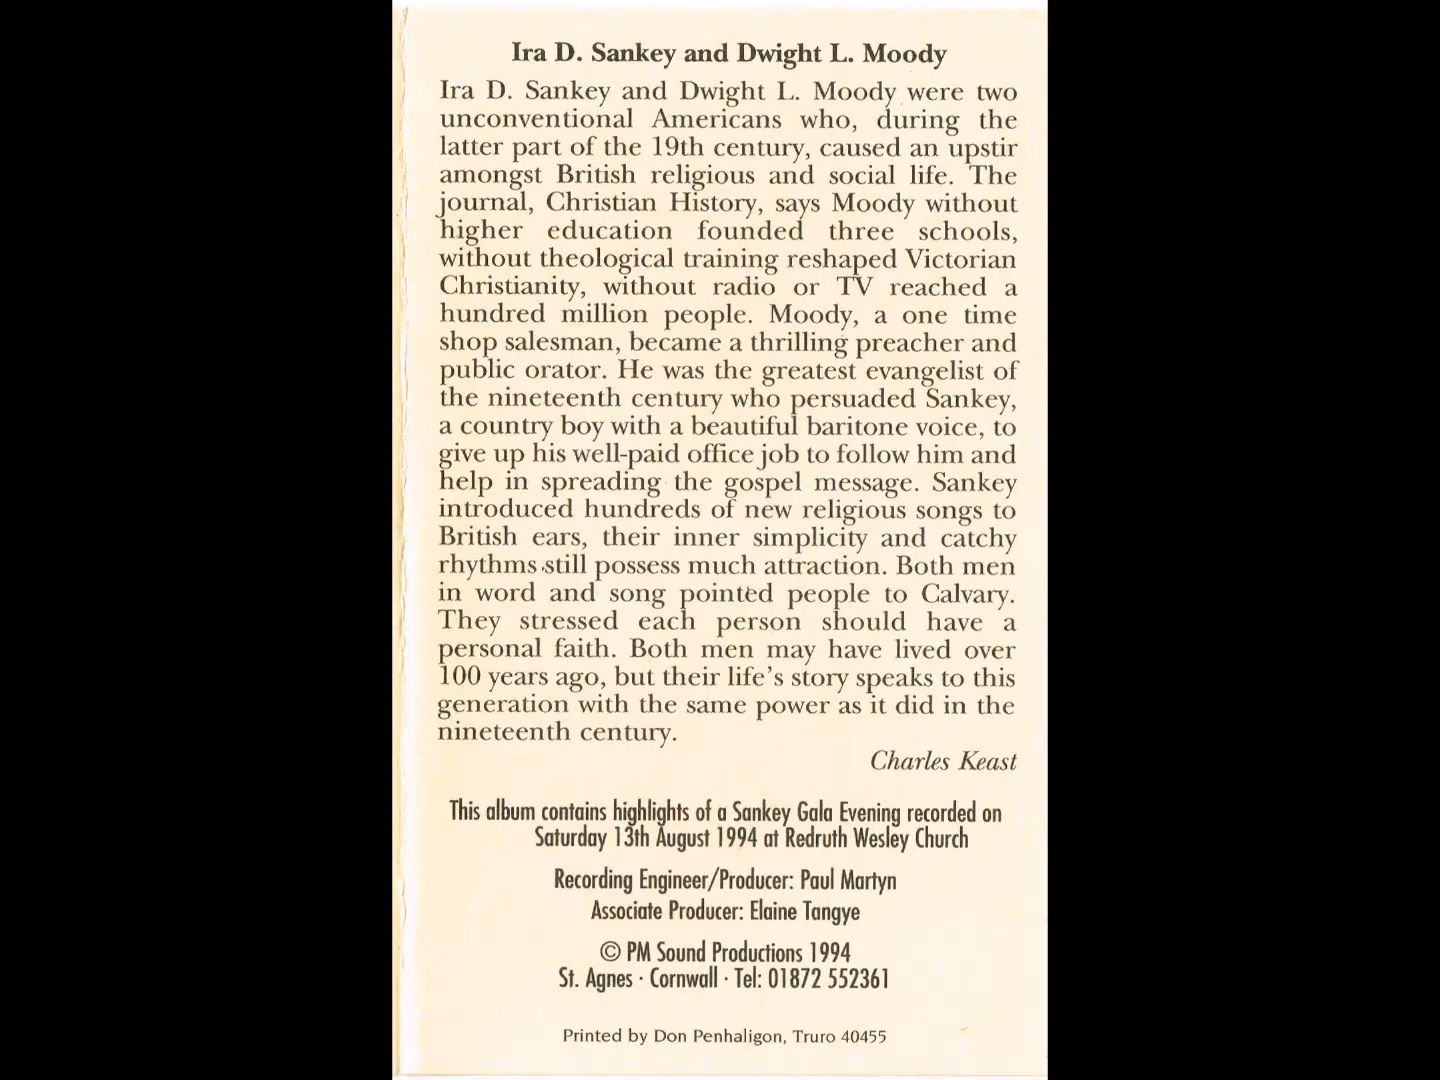 Ira D. Sankey and Dwight L. Moody
Ira D. Sankey and Dwight L. Moody were two
unconventional Americans who, during the
latter part of the 19th century, caused an upstir
amongst British religious and social life. The
journal, Christian History, says Moody without
higher education founded three schools,
without theological training reshaped Victorian
Christianity, without radio or TV reached a
hundred million people. Moody, a one time
shop salesman, became a thrilling preacher and
public orator. He was the greatest evangelist of
the nineteenth century who persuaded Sankey,
a country boy with a beautiful baritone voice, to
give up his well-paid office job to follow him and
help in spreading the gospel message. Sankey
introduced hundreds of new religious songs to
British ears, their inner simplicity and catchy
rhythms still possess much attraction. Both men
in word and song pointed people to Calvary.
They stressed each person should have a
personal faith. Both men may have lived over
100 years ago, but their life's story speaks to this
generation with the same power as it did in the
nineteenth century.
Charles Keast
This album contains highlights of a Sankey Gala Evening recorded on
Saturday 13th August 1994 at Redruth Wesley Church
Recording Engineer/Producer: Paul Martyn
Associate Producer: Elaine Tangye
© PM Sound Productions 1994
St. Agnes · Cornwall · Tel: 01872 552361
Printed by Don Penhaligon, Truro 40455